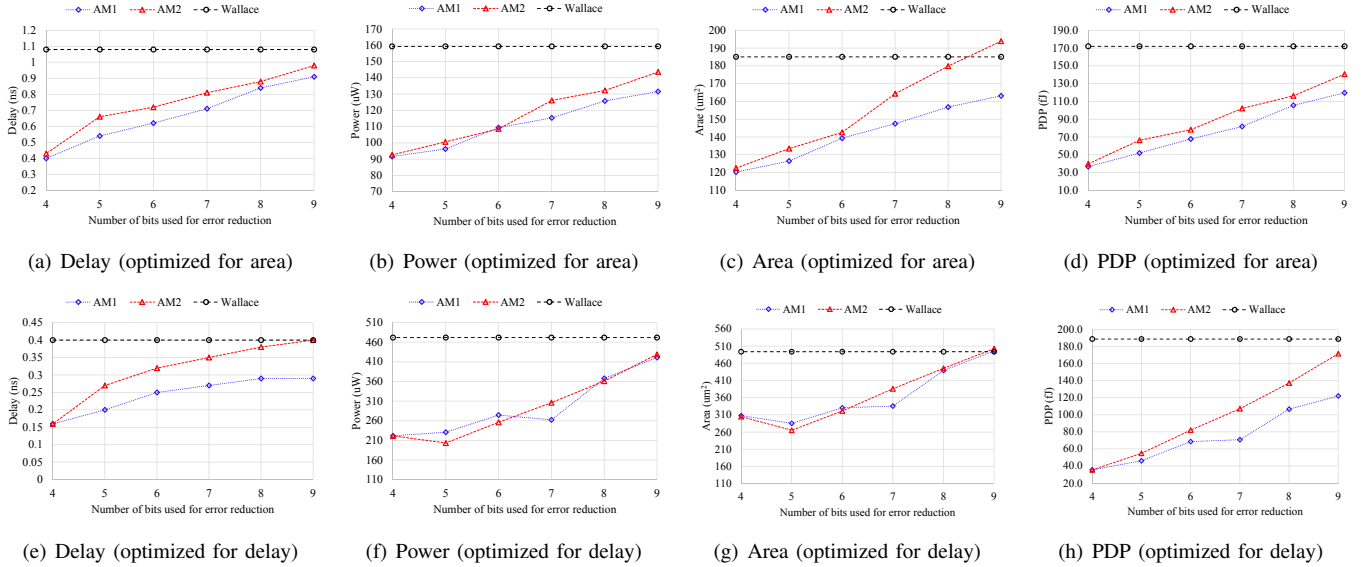 AM1 AM2 Wallace
Delay (ns)
1.2
1.1
1
0.9
0.8
0.7
0.6
0.5
0.4
0.3
0.2
4 5 6 7 8 9
Number of bits used for error reduction
(a) Delay (optimized for area)
AM1 AM2 Wallace
Power (uW)
170
160
150
140
130
120
110
100
90
80
70
4 5 6 7 8 9
Number of bits used for error reduction
(b) Power (optimized for area)
AM1 AM2 Wallace
Arae (um²)
200
190
180
170
160
150
140
130
120
110
4 5 6 7 8 9
Number of bits used for error reduction
(c) Area (optimized for area)
AM1 AM2 Wallace
PDP (fJ)
190.0
170.0
150.0
130.0
110.0
90.0
70.0
50.0
30.0
10.0
4 5 6 7 8 9
Number of bits used for error reduction
(d) PDP (optimized for area)
AM1 AM2 Wallace
Delay (ns)
0.45
0.4
0.35
0.3
0.25
0.2
0.15
0.1
0.05
0
4 5 6 7 8 9
Number of bits used for error reduction
(e) Delay (optimized for delay)
AM1 AM2 Wallace
Power (uW)
510
460
410
360
310
260
210
160
110
4 5 6 7 8 9
Number of bits used for error reduction
(f) Power (optimized for delay)
AM1 AM2 Wallace
Area (um²)
560
510
460
410
360
310
260
210
160
110
4 5 6 7 8 9
Number of bits used for error reduction
(g) Area (optimized for delay)
AM1 AM2 Wallace
PDP (fJ)
200.0
180.0
160.0
140.0
120.0
100.0
80.0
60.0
40.0
20.0
4 5 6 7 8 9
Number of bits used for error reduction
(h) PDP (optimized for delay)